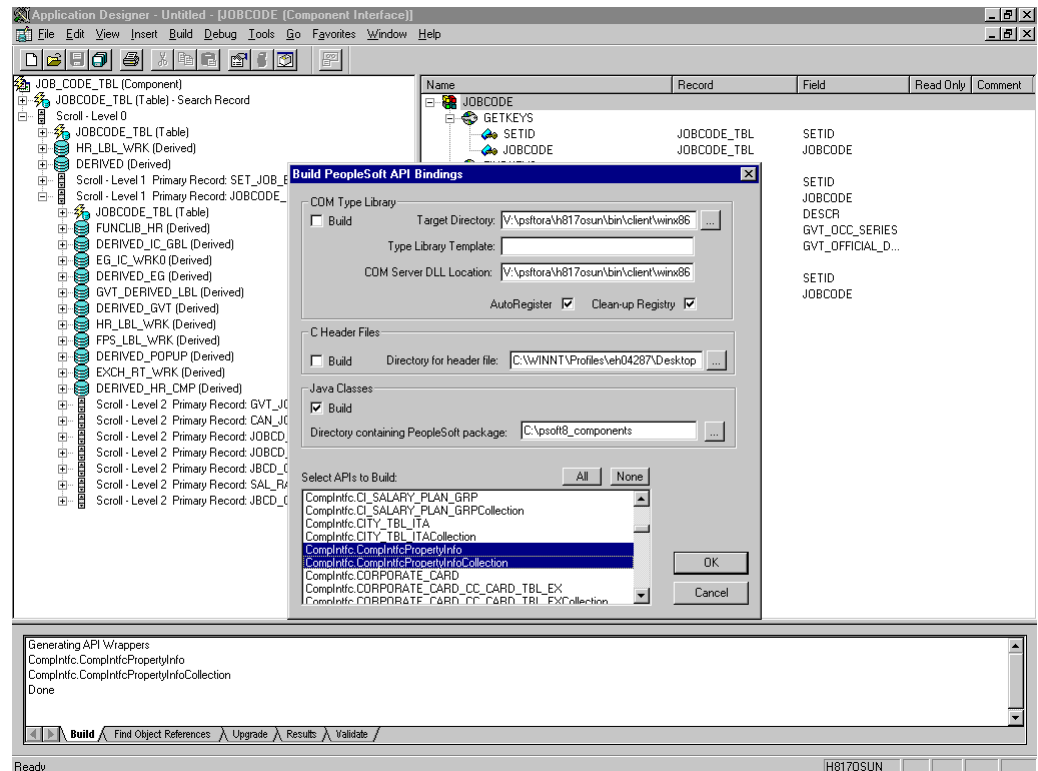 Application Designer - Untitled - [JOBCODE (Component Interface)]
File Edit View Insert Build Debug Tools Go Favorites Window Help
JOB_CODE_TBL (Component)
JOBCODE_TBL (Table) - Search Record
Scroll - Level 0
JOBCODE_TBL (Table)
HR_LBL_WRK (Derived)
DERIVED (Derived)
Scroll - Level 1 Primary Record: SET_JOB_E
Scroll - Level 1 Primary Record: JOBCODE_
JOBCODE_TBL (Table)
FUNCLIB_HR (Derived)
DERIVED_IC_GBL (Derived)
EG_IC_WRK0 (Derived)
DERIVED_EG (Derived)
GVT_DERIVED_LBL (Derived)
DERIVED_GVT (Derived)
HR_LBL_WRK (Derived)
FPS_LBL_WRK (Derived)
DERIVED_POPUP (Derived)
EXCH_RT_WRK (Derived)
DERIVED_HR_CMP (Derived)
Scroll - Level 2 Primary Record: GVT_JO
Scroll - Level 2 Primary Record: CAN_JO
Scroll - Level 2 Primary Record: JOBCD_
Scroll - Level 2 Primary Record: JOBCD_
Scroll - Level 2 Primary Record: JBCD_
Scroll - Level 2 Primary Record: SAL_RA
Scroll - Level 2 Primary Record: JBCD_
Name Record Field Read Only Comment
JOBCODE
GETKEYS
SETID JOBCODE_TBL SETID
JOBCODE JOBCODE_TBL JOBCODE
SETID
JOBCODE
DESCR
GVT_OCC_SERIES
GVT_OFFICIAL_D...
SETID
JOBCODE
Build PeopleSoft API Bindings
COM Type Library
Build Target Directory: V:\psftora\h817osun\bin\client\winx86 ...
Type Library Template:
COM Server DLL Location: V:\psftora\h817osun\bin\client\winx86
AutoRegister Clean-up Registry
C Header Files
Build Directory for header file: C:\WINNT\Profiles\eh04287\Desktop ...
Java Classes
Build
Directory containing PeopleSoft package: C:\psoft8_components ...
Select APIs to Build: All None
CompIntfc.CI_SALARY_PLAN_GRP
CompIntfc.CI_SALARY_PLAN_GRPCollection
CompIntfc.CITY_TBL_ITA
CompIntfc.CITY_TBL_ITACollection
CompIntfc.CompIntfcPropertyInfo
CompIntfc.CompIntfcPropertyInfoCollection
CompIntfc.CORPORATE_CARD
CompIntfc.CORPORATE_CARD_CC_CARD_TBL_EX
CompIntfc.CORPORATE_CARD_CC_CARD_TBL_EXCollection
OK
Cancel
Generating API Wrappers
CompIntfc.CompIntfcPropertyInfo
CompIntfc.CompIntfcPropertyInfoCollection
Done
Build Find Object References Upgrade Results Validate
Ready H817OSUN